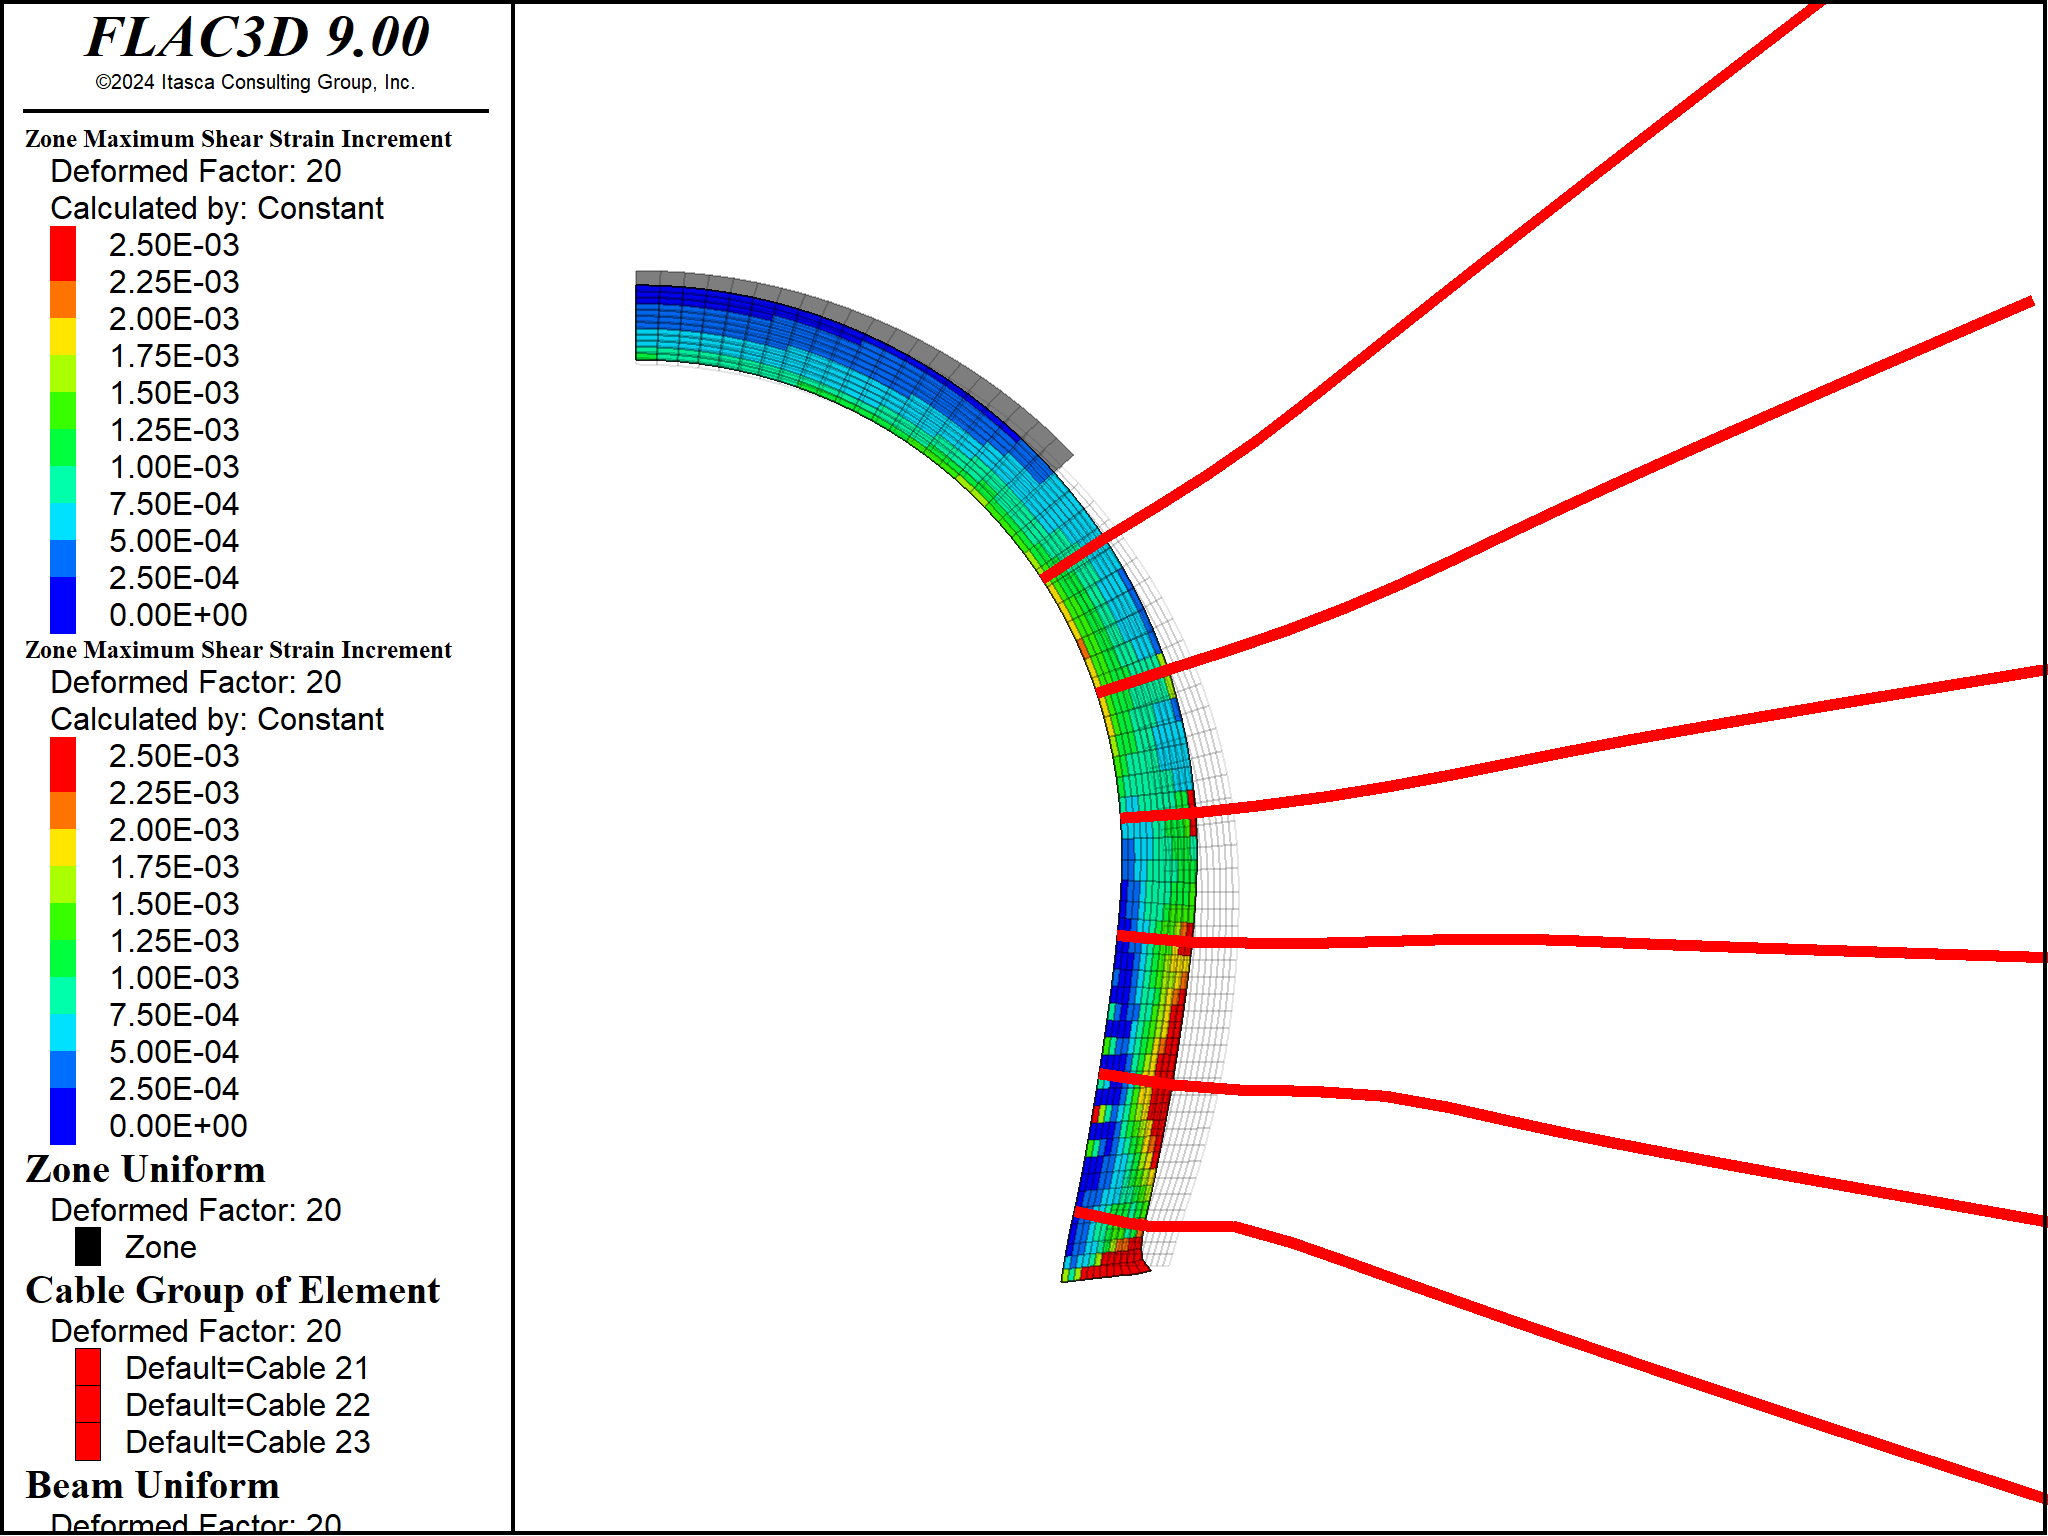 FLAC3D 9.00
©2024 Itasca Consulting Group, Inc.
Zone Maximum Shear Strain Increment
Deformed Factor: 20
Calculated by: Constant
2.50E-03
2.25E-03
2.00E-03
1.75E-03
1.50E-03
1.25E-03
1.00E-03
7.50E-04
5.00E-04
2.50E-04
0.00E+00
Zone Maximum Shear Strain Increment
Deformed Factor: 20
Calculated by: Constant
2.50E-03
2.25E-03
2.00E-03
1.75E-03
1.50E-03
1.25E-03
1.00E-03
7.50E-04
5.00E-04
2.50E-04
0.00E+00
Zone Uniform
Deformed Factor: 20
Zone
Cable Group of Element
Deformed Factor: 20
Default=Cable 21
Default=Cable 22
Default=Cable 23
Beam Uniform
Deformed Factor: 20